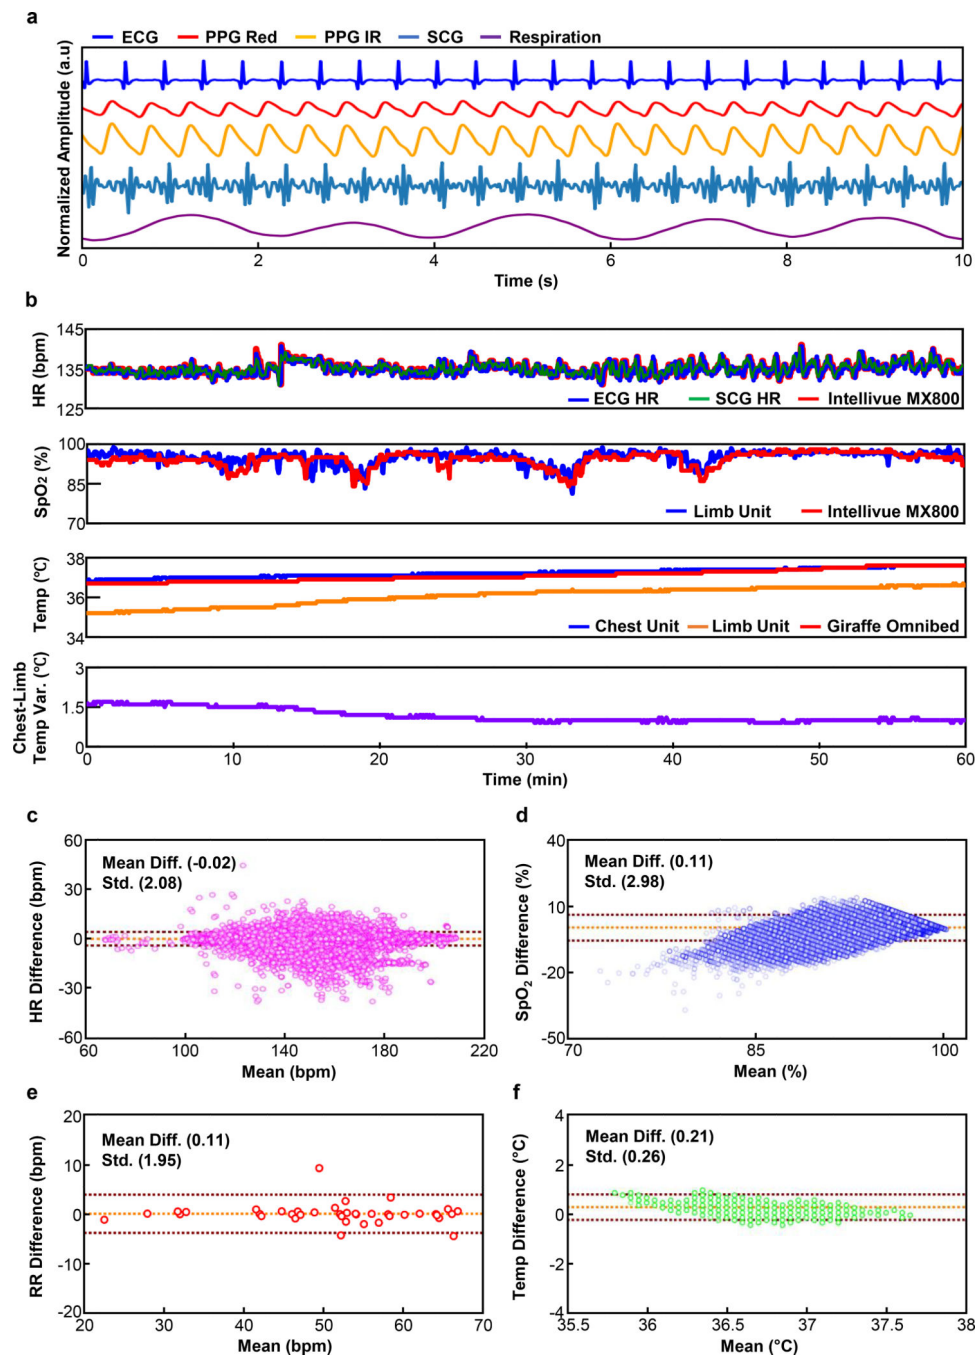 a
ECG PPG Red PPG IR SCG Respiration
Normalized Amplitude (a.u)
0 2 4 6 8 10
Time (s)
b
HR (bpm)
145
135
125
ECG HR SCG HR Intellivue MX800
SpO2 (%)
100
85
70
Limb Unit Intellivue MX800
Temp (°C)
38
36
34
Chest Unit Limb Unit Giraffe Omnibed
Chest-Limb
Temp Var. (°C)
3
1.5
0
0 10 20 30 40 50 60
Time (min)
c
HR Difference (bpm)
60
30
0
-30
-60
Mean Diff. (-0.02)
Std. (2.08)
60 100 140 180 220
Mean (bpm)
d
SpO2 Difference (%)
40
10
-20
-50
Mean Diff. (0.11)
Std. (2.98)
70 85 100
Mean (%)
e
RR Difference (bpm)
20
10
0
-10
-20
Mean Diff. (0.11)
Std. (1.95)
20 30 40 50 60 70
Mean (bpm)
f
Temp Difference (°C)
4
2
0
-2
-4
Mean Diff. (0.21)
Std. (0.26)
35.5 36 36.5 37 37.5 38
Mean (°C)